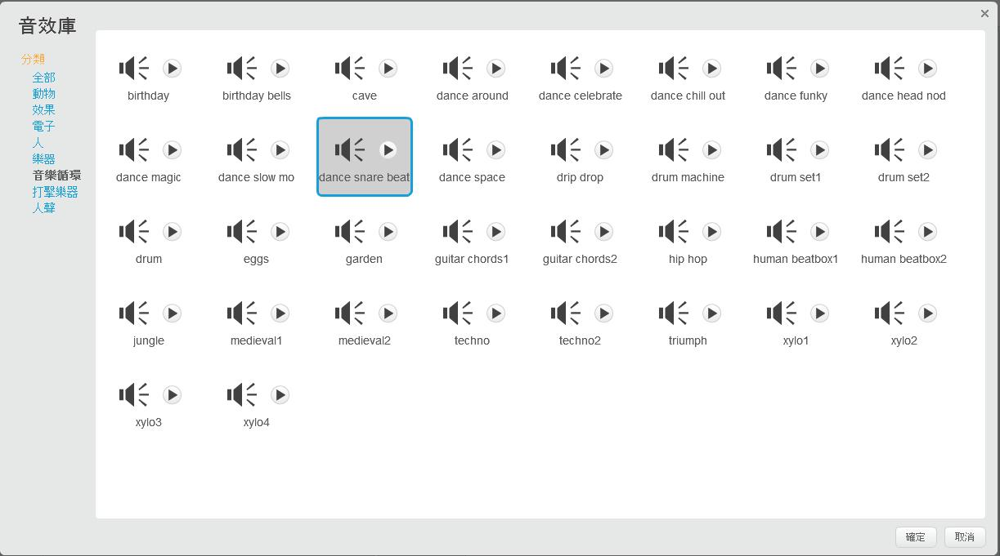 音效庫
分類
全部
動物
效果
電子
人
樂器
音樂循環
打擊樂器
人聲
birthday birthday bells cave dance around dance celebrate dance chill out dance funky dance head nod
dance magic dance slow mo dance snare beat dance space drip drop drum machine drum set1 drum set2
drum eggs garden guitar chords1 guitar chords2 hip hop human beatbox1 human beatbox2
jungle medieval1 medieval2 techno techno2 triumph xylo1 xylo2
xylo3 xylo4
確定 取消